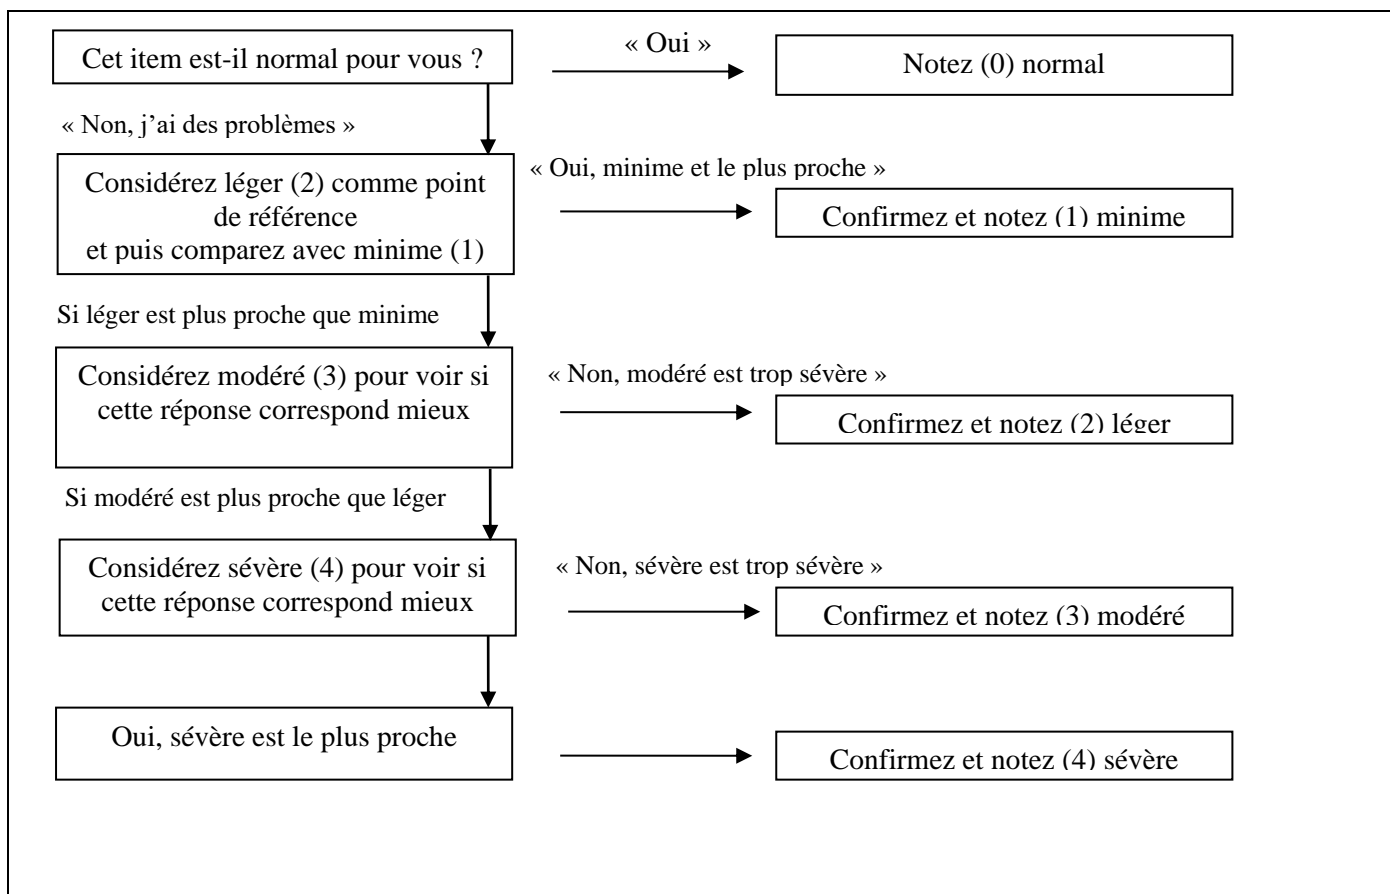 Cet item est-il normal pour vous ?
« Oui »
Notez (0) normal
« Non, j’ai des problèmes »
Considérez léger (2) comme point
de référence
et puis comparez avec minime (1)
« Oui, minime et le plus proche »
Confirmez et notez (1) minime
Si léger est plus proche que minime
Considérez modéré (3) pour voir si
cette réponse correspond mieux
« Non, modéré est trop sévère »
Confirmez et notez (2) léger
Si modéré est plus proche que léger
Considérez sévère (4) pour voir si
cette réponse correspond mieux
« Non, sévère est trop sévère »
Confirmez et notez (3) modéré
Oui, sévère est le plus proche
Confirmez et notez (4) sévère